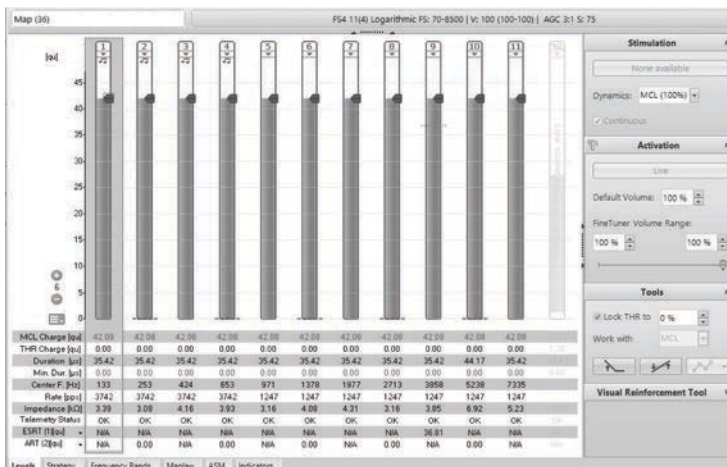 Map (36)
FS4 11(4) Logarithmic FS: 70-8500 | V: 100 (100-100) | AGC 3:1 S: 75
[qu]
1 2 3 4 5 6 7 8 9 10 11
45
40
35
30
25
20
15
10
5
0
6
MCL Charge [qu] 42.08 42.08 42.08 42.08 42.08 42.08 42.08 42.08 42.08 42.08 42.08
THR Charge [qu] 0.00 0.00 0.00 0.00 0.00 0.00 0.00 0.00 0.00 0.00 0.00
Duration [µs] 35.42 35.42 35.42 35.42 35.42 35.42 35.42 35.42 35.42 44.17 35.42
Min. Dur. [µs] 0.00 0.00 0.00 0.00 0.00 0.00 0.00 0.00 0.00 0.00 0.00
Center F. [Hz] 133 253 424 653 971 1378 1977 2713 3858 5238 7335
Rate [pps] 3742 3742 3742 3742 1247 1247 1247 1247 1247 1247 1247
Impedance [kΩ] 3.39 3.08 4.16 3.93 3.16 4.08 4.31 3.16 3.85 6.92 5.23
Telemetry Status OK OK OK OK OK OK OK OK OK OK OK
ESRT (1)[qu] N/A N/A N/A N/A N/A N/A N/A N/A 36.81 N/A N/A
ART (2)[qu] N/A 0.00 N/A 0.00 N/A 0.00 N/A 0.00 N/A 0.00 N/A
Levels Strategy Frequency Bands Maplaw ASM Indicators
Stimulation
None available
Dynamics: MCL (100%)
Continuous
Activation
Live
Default Volume: 100 %
FineTuner Volume Range:
100 % 100 %
Tools
Lock THR to 0 %
Work with MCL
Visual Reinforcement Tool